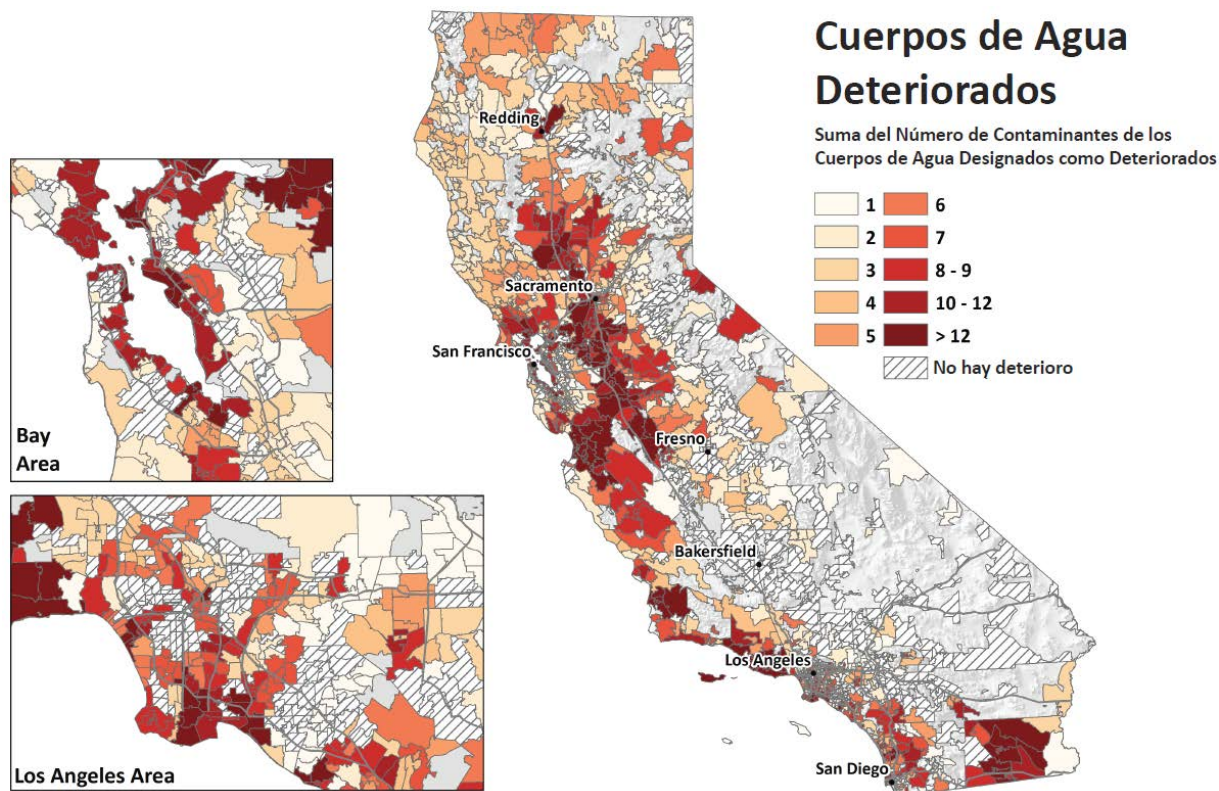 Cuerpos de Agua
Deteriorados
Suma del Número de Contaminantes de los
Cuerpos de Agua Designados como Deteriorados
1
2
3
4
5
6
7
8 - 9
10 - 12
> 12
No hay deterioro
Redding
Sacramento
San Francisco
Fresno
Bakersfield
Los Angeles
San Diego
Bay
Area
Los Angeles Area